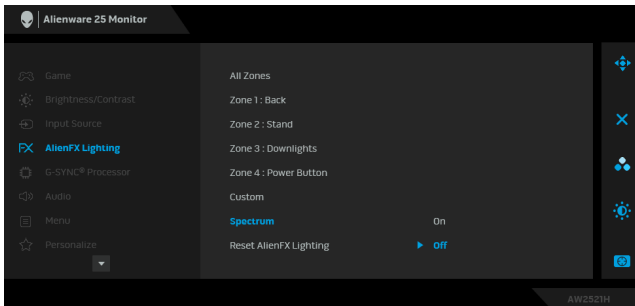 Alienware 25 Monitor
Game
Brightness/Contrast
Input Source
FX AlienFX Lighting
G-SYNC® Processor
Audio
Menu
Personalize
All Zones
Zone 1 : Back
Zone 2 : Stand
Zone 3 : Downlights
Zone 4 : Power Button
Custom
Spectrum On
Reset AlienFX Lighting Off
AW2521H